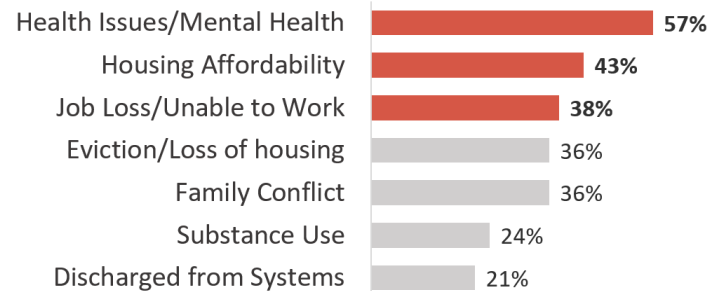 Health Issues/Mental Health 57%
Housing Affordability 43%
Job Loss/Unable to Work 38%
Eviction/Loss of housing 36%
Family Conflict 36%
Substance Use 24%
Discharged from Systems 21%